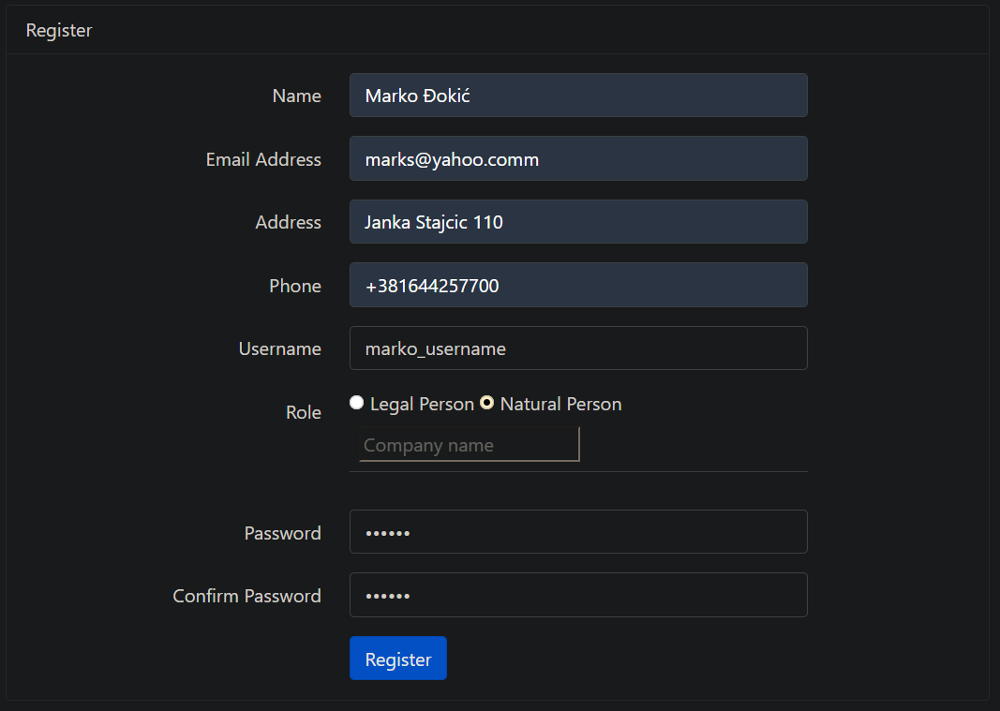 Register
Name Marko Đokić
Email Address marks@yahoo.comm
Address Janka Stajcic 110
Phone +381644257700
Username marko_username
Role Legal Person Natural Person
Company name
Password ••••••
Confirm Password ••••••
Register